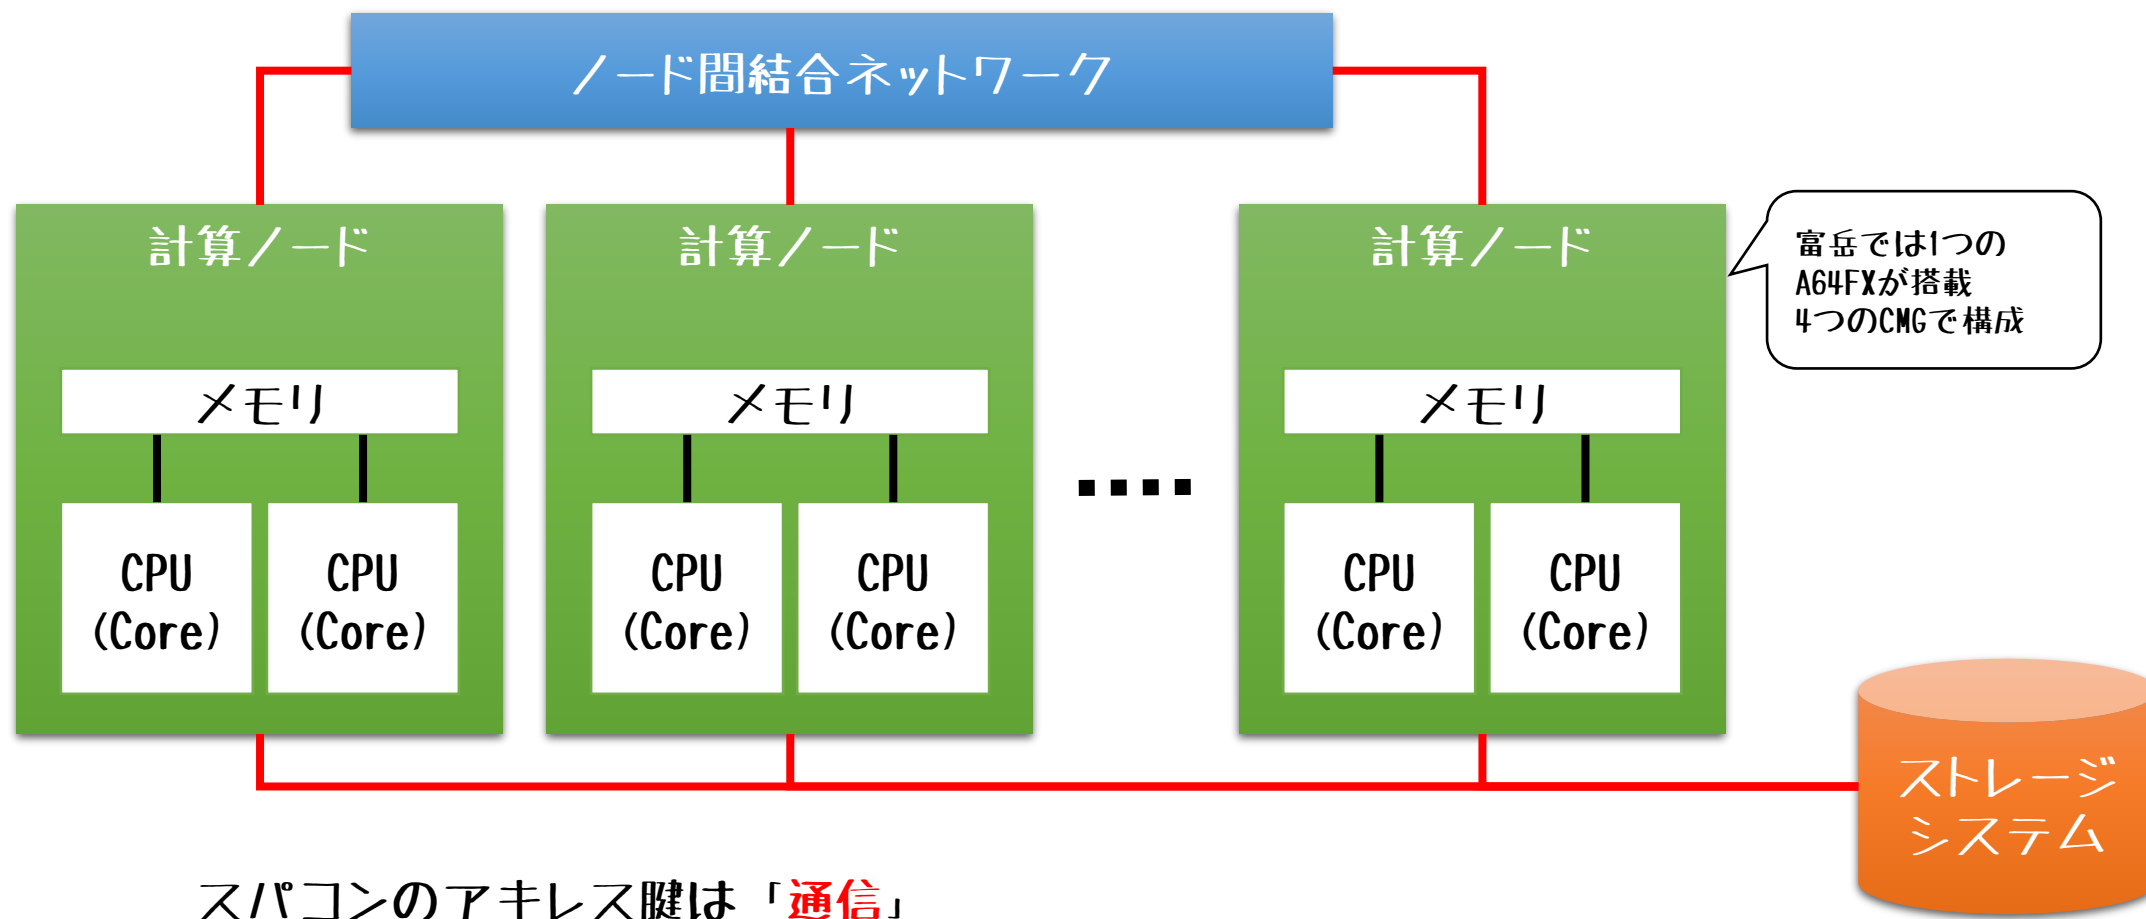 ノード間結合ネットワーク
計算ノード
計算ノード
計算ノード
富岳では1つの
A64FXが搭載
4つのCMGで構成
メモリ
メモリ
メモリ
CPU
(Core)
CPU
(Core)
CPU
(Core)
CPU
(Core)
CPU
(Core)
CPU
(Core)
ストレージ
システム
スパコンのアキレス腱は「通信」